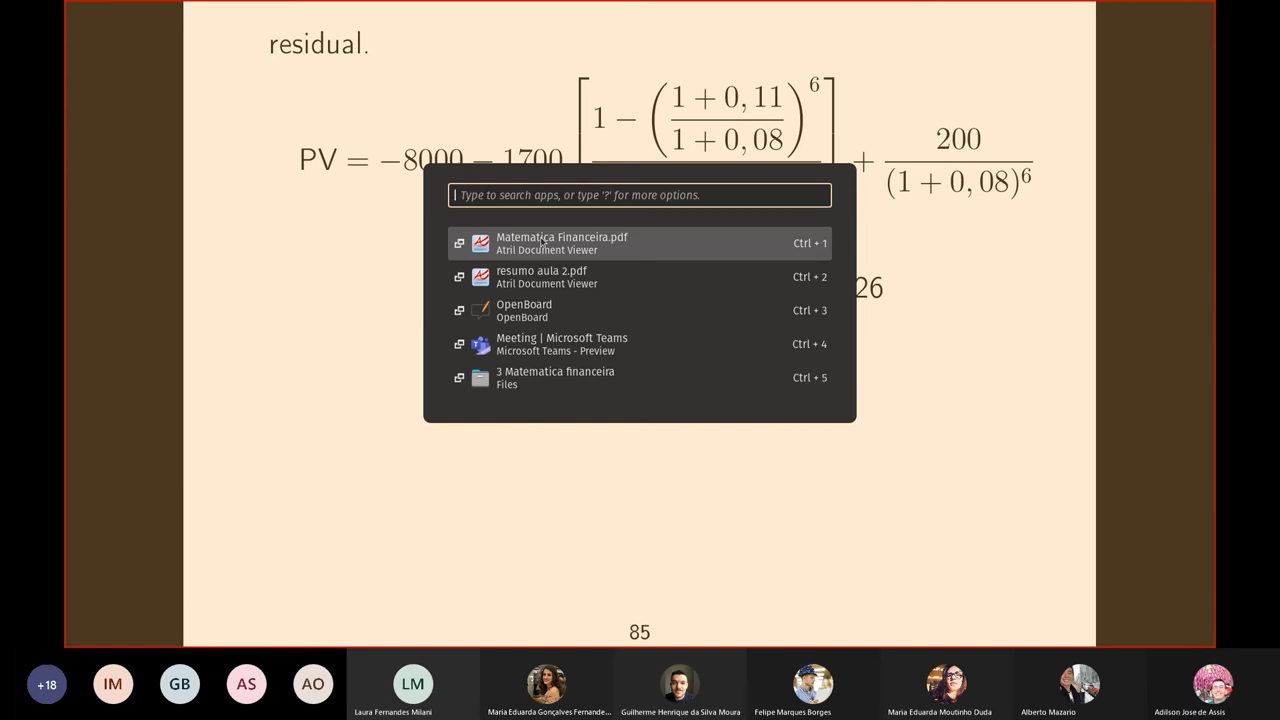 residual.
PV = −8000 − 1700 [1 − ((1 + 0, 11)/(1 + 0, 08))^6] + 200/(1 + 0, 08)^6
Type to search apps, or type '?' for more options.
Matematica Financeira.pdf
Atril Document Viewer
Ctrl + 1
resumo aula 2.pdf
Atril Document Viewer
Ctrl + 2
26
OpenBoard
OpenBoard
Ctrl + 3
Meeting | Microsoft Teams
Microsoft Teams - Preview
Ctrl + 4
3 Matematica financeira
Files
Ctrl + 5
85
+18
IM
GB
AS
AO
LM
Laura Fernandes Milani
Maria Eduarda Gonçalves Fernande...
Guilherme Henrique da Silva Moura
Felipe Marques Borges
Maria Eduarda Moutinho Duda
Alberto Mazario
Adilson Jose de Assis